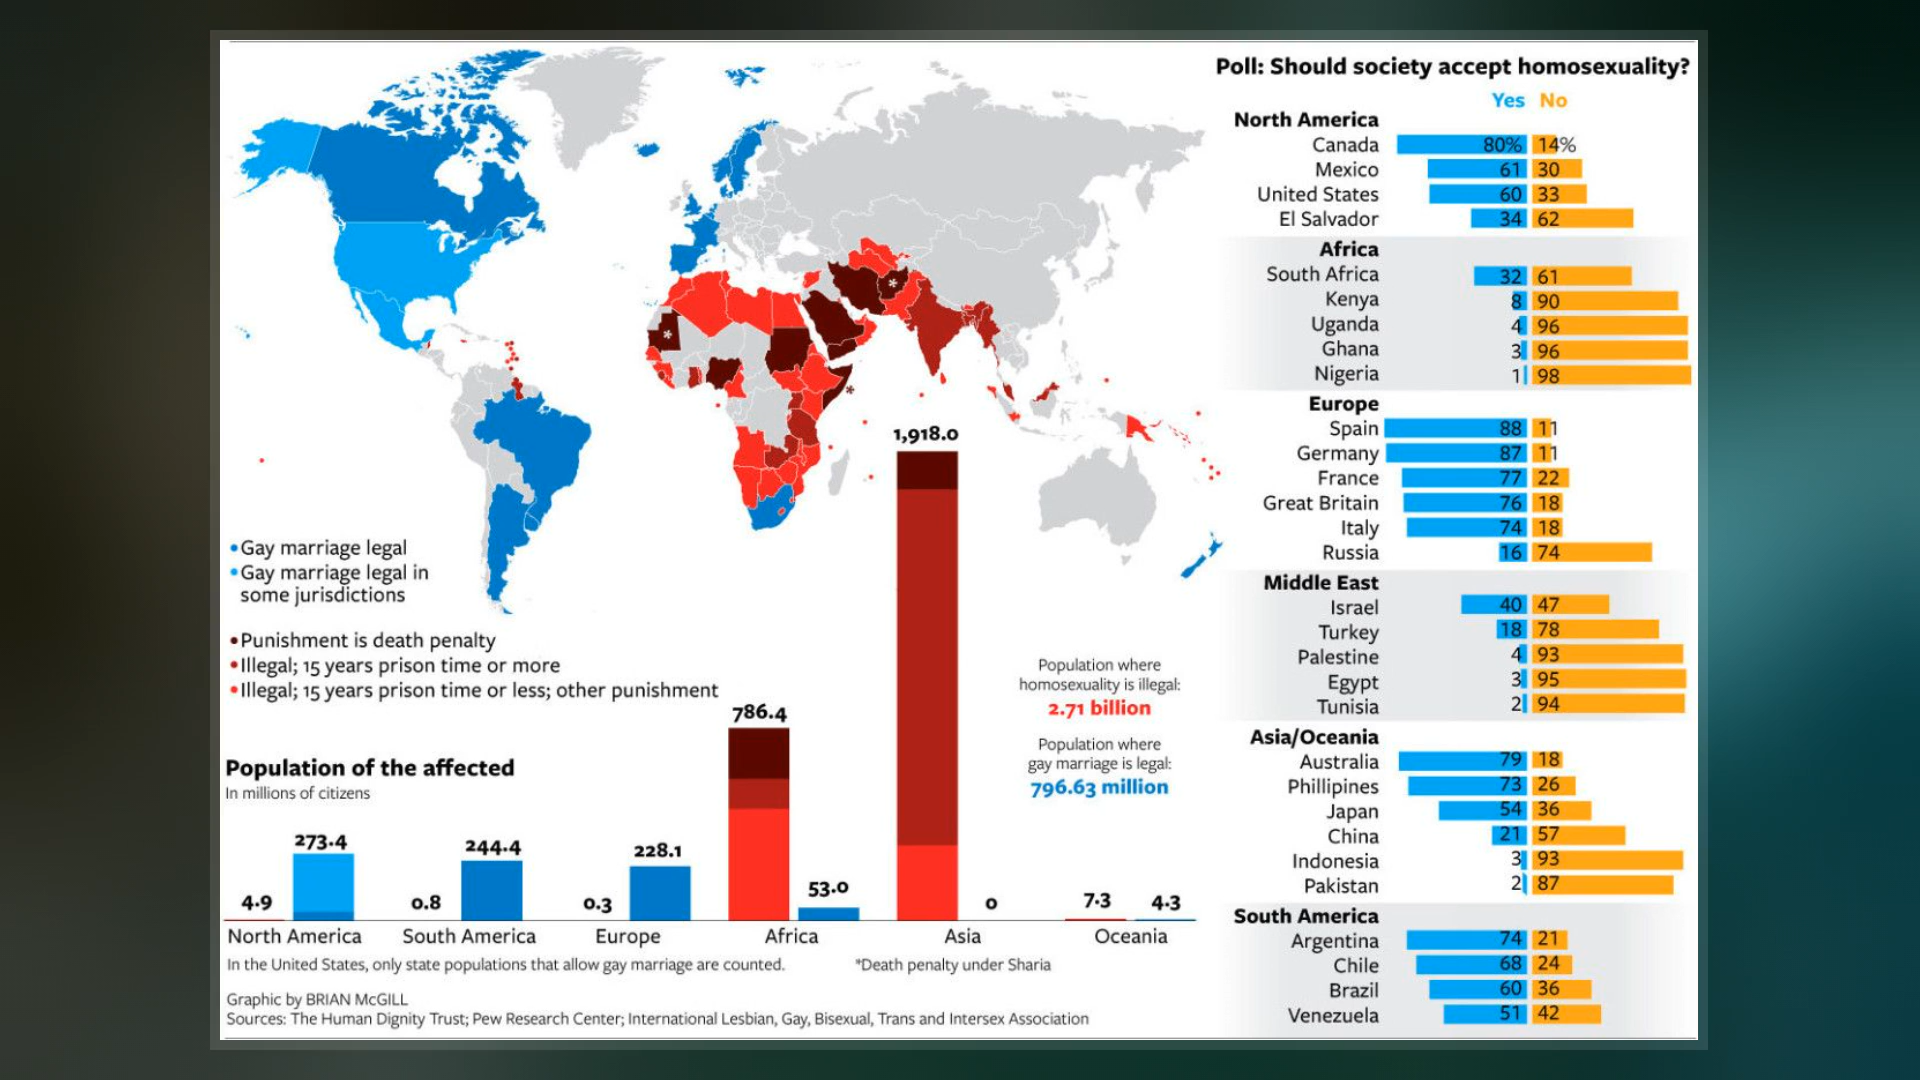 Poll: Should society accept homosexuality?
Yes No
North America
Canada 80% 14%
Mexico 61 30
United States 60 33
El Salvador 34 62
Africa
South Africa 32 61
Kenya 8 90
Uganda 4 96
Ghana 3 96
Nigeria 1 98
Europe
Spain 88 11
Germany 87 11
France 77 22
Great Britain 76 18
Italy 74 18
Russia 16 74
Middle East
Israel 40 47
Turkey 18 78
Palestine 4 93
Egypt 3 95
Tunisia 2 94
Asia/Oceania
Australia 79 18
Phillipines 73 26
Japan 54 36
China 21 57
Indonesia 3 93
Pakistan 2 87
South America
Argentina 74 21
Chile 68 24
Brazil 60 36
Venezuela 51 42
* * *
•Gay marriage legal
•Gay marriage legal in
some jurisdictions
•Punishment is death penalty
•Illegal; 15 years prison time or more
•Illegal; 15 years prison time or less; other punishment
Population where
homosexuality is illegal:
2.71 billion
Population where
gay marriage is legal:
796.63 million
Population of the affected
In millions of citizens
4.9 273.4 0.8 244.4 0.3 228.1 786.4 53.0 1,918.0 0 7.3 4.3
North America South America Europe Africa Asia Oceania
In the United States, only state populations that allow gay marriage are counted. *Death penalty under Sharia
Graphic by BRIAN McGILL
Sources: The Human Dignity Trust; Pew Research Center; International Lesbian, Gay, Bisexual, Trans and Intersex Association